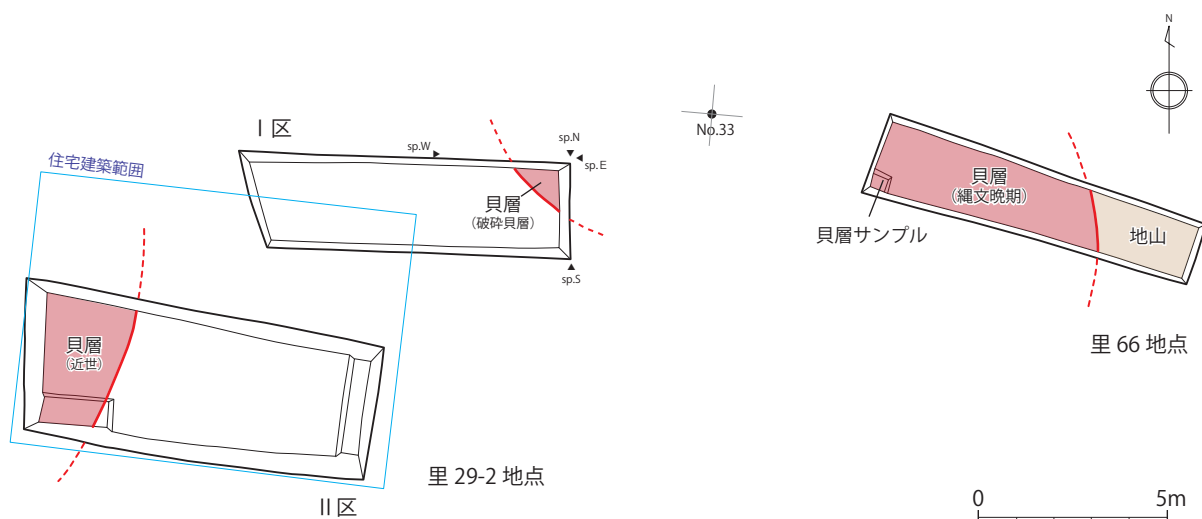 N
Ⅰ区
No.33
sp.N
sp.W
sp.E
住宅建築範囲
貝層
(破砕貝層)
貝層
(縄文晩期)
貝層サンプル
地山
sp.S
貝層
(近世)
里 66 地点
里 29-2 地点
Ⅱ区
0
5m